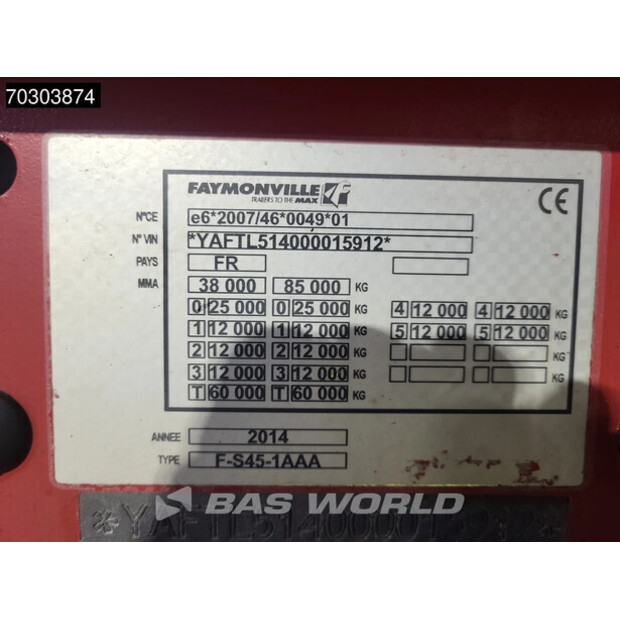 70303874
FAYMONVILLE
TRAILERS TO THE MAX
CE
N°CE e6*2007/46*0049*01
N° VIN *YAFTL514000015912*
PAYS FR
MMA 38 000 85 000 KG
0 25 000 0 25 000 KG 4 12 000 4 12 000 KG
1 12 000 1 12 000 KG 5 12 000 5 12 000 KG
2 12 000 2 12 000 KG KG
3 12 000 3 12 000 KG KG
T 60 000 T 60 000 KG
ANNEE 2014
TYPE F-S45-1AAA
BAS WORLD
*YAFTL514000015912*